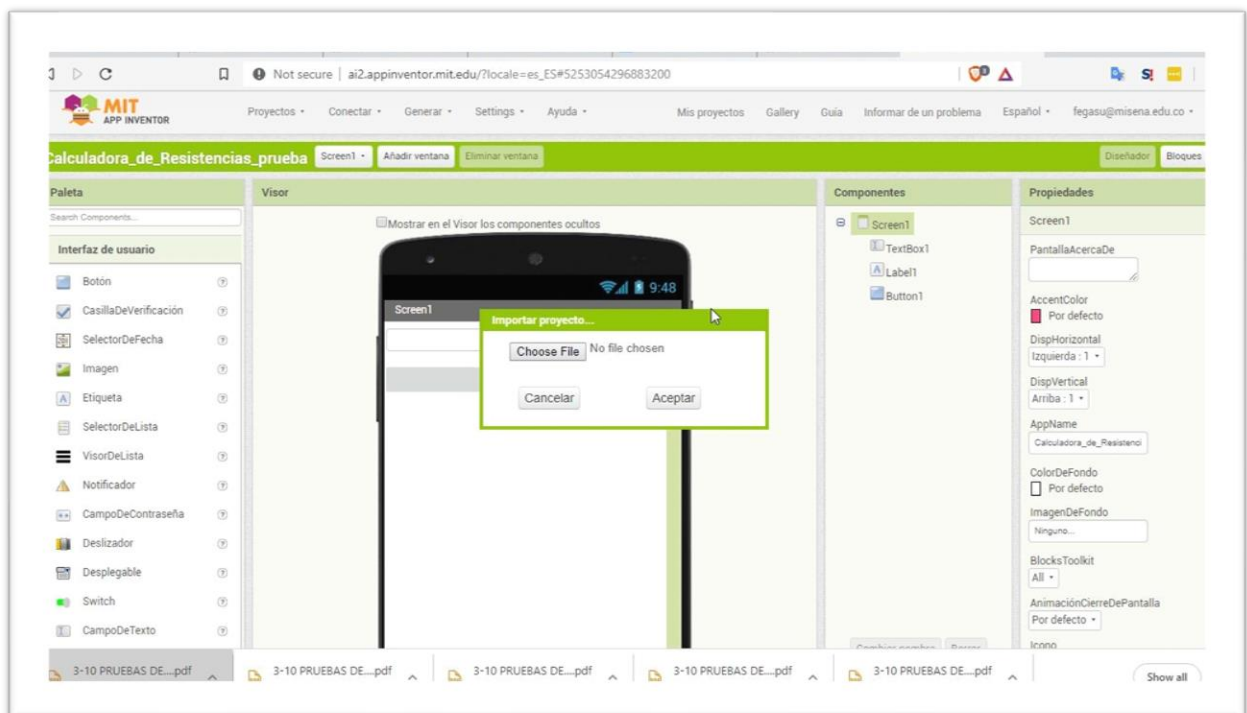 Not secure | ai2.appinventor.mit.edu/?locale=es_ES#5253054296883200
MIT
APP INVENTOR
Proyectos
Conectar
Generar
Settings
Ayuda
Mis proyectos
Gallery
Guía
Informar de un problema
Español
fegasu@misena.edu.co
Calculadora_de_Resistencias_prueba
Screen1
Añadir ventana
Eliminar ventana
Diseñador
Bloques
Paleta
Search Components...
Interfaz de usuario
Botón
CasillaDeVerificación
SelectorDeFecha
Imagen
Etiqueta
SelectorDeLista
VisorDeLista
Notificador
CampoDeContraseña
Deslizador
Desplegable
Switch
CampoDeTexto
Visor
Mostrar en el Visor los componentes ocultos
9:48
Screen1
Importar proyecto...
Choose File No file chosen
Cancelar
Aceptar
Componentes
Screen1
TextBox1
Label1
Button1
Cambiar nombre
Borrar
Propiedades
Screen1
PantallaAcercaDe
AccentColor
Por defecto
DispHorizontal
Izquierda : 1
DispVertical
Arriba : 1
AppName
Calculadora_de_Resistenci
ColorDeFondo
Por defecto
ImagenDeFondo
Ninguno...
BlocksToolkit
All
AnimaciónCierreDePantalla
Por defecto
Icono
3-10 PRUEBAS DE....pdf
3-10 PRUEBAS DE....pdf
3-10 PRUEBAS DE....pdf
3-10 PRUEBAS DE....pdf
3-10 PRUEBAS DE....pdf
Show all